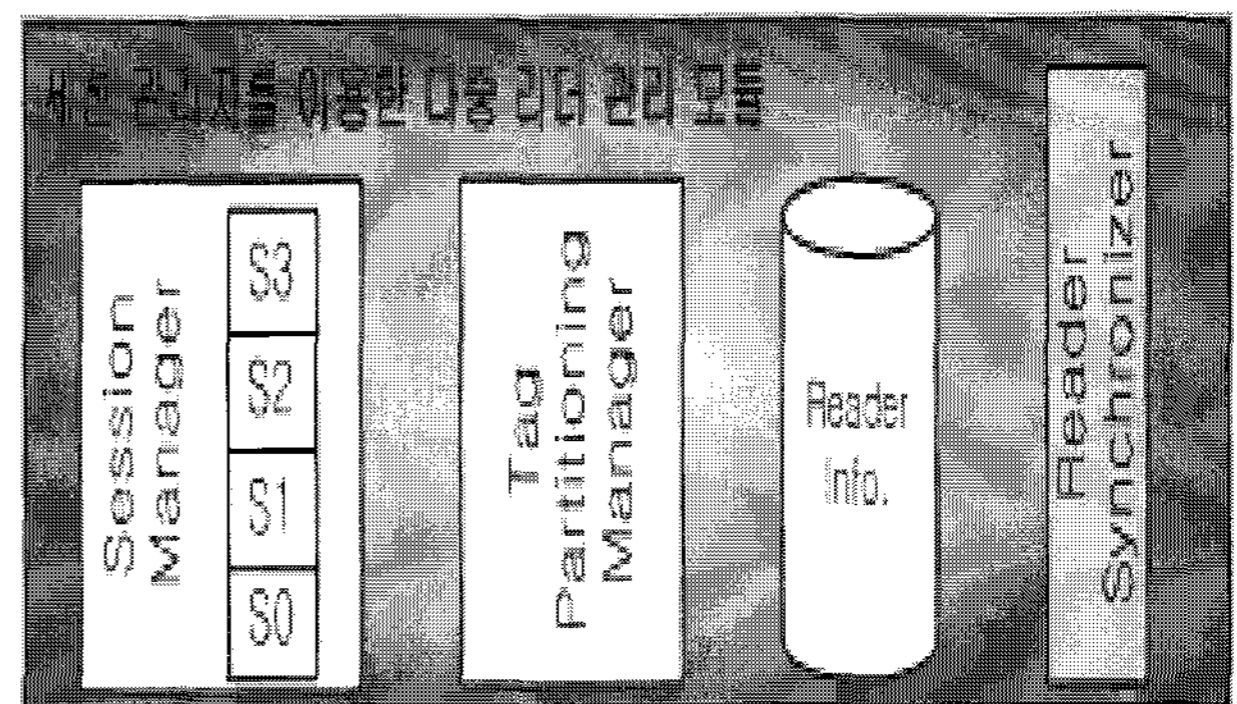 세션 관리자를 이용한 다중 리더 관리 모듈
Session
Manager
S3
S2
S1
S0
Tag
Partitioning
Manager
Reader
Info.
Reader
Synchronizer